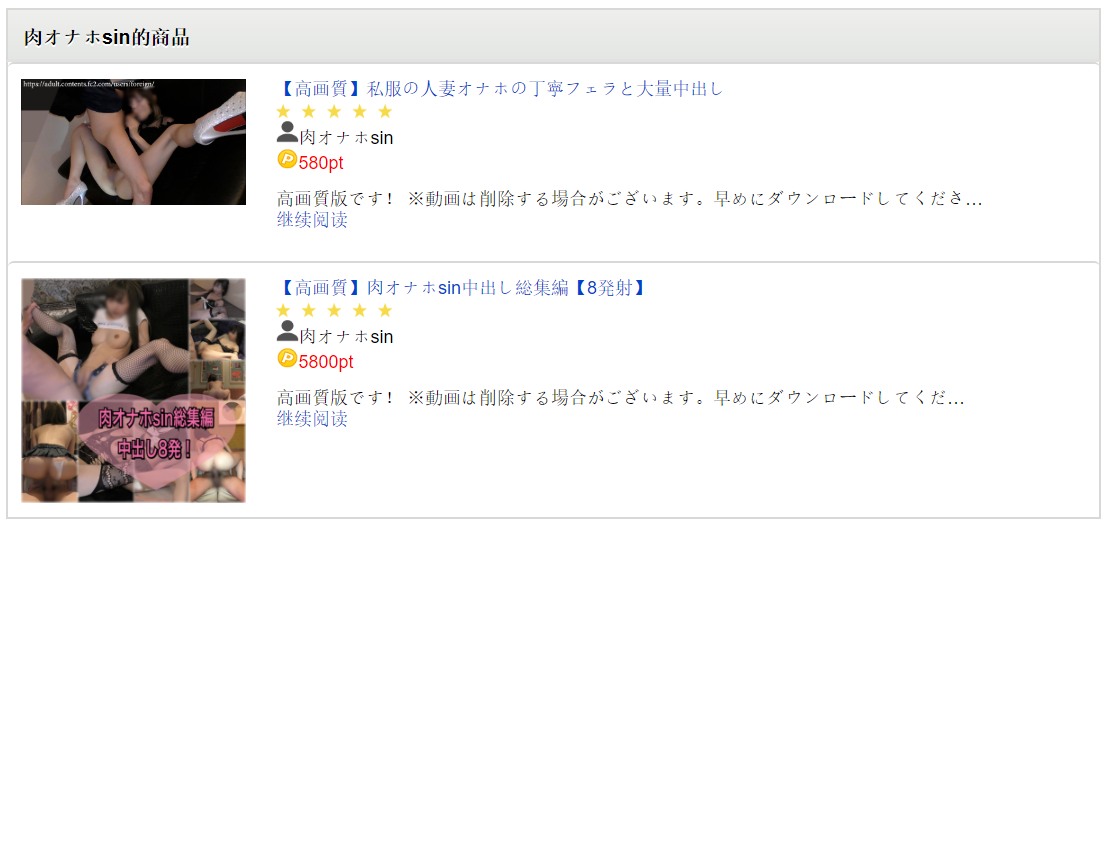 肉オナホsin的商品
https://adult.contents.fc2.com/users/foreign/
【高画質】私服の人妻オナホの丁寧フェラと大量中出し
★ ★ ★ ★ ★
肉オナホsin
580pt
高画質版です！ ※動画は削除する場合がございます。早めにダウンロードしてくださ…
继续阅读
【高画質】肉オナホsin中出し総集編【8発射】
★ ★ ★ ★ ★
肉オナホsin
5800pt
高画質版です！ ※動画は削除する場合がございます。早めにダウンロードしてくだ…
继续阅读
肉オナホsin総集編
中出し8発！